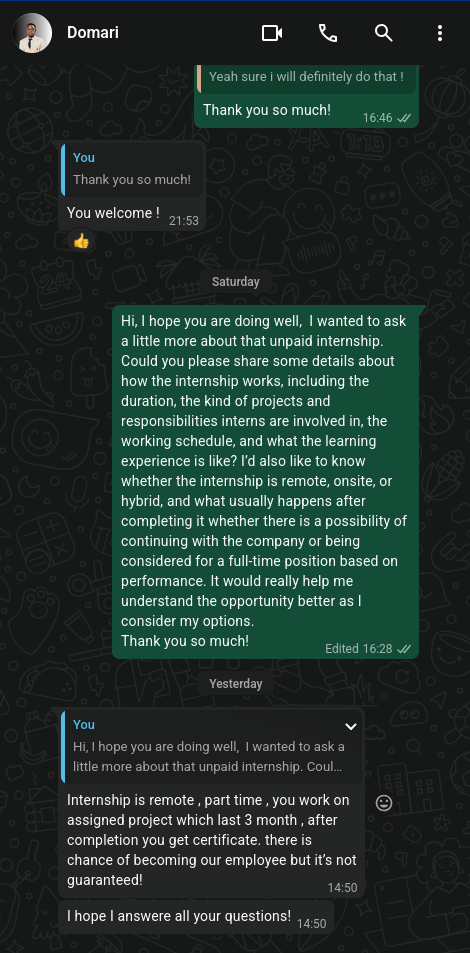 Domari
Yeah sure i will definitely do that !
Thank you so much!
16:46
You
Thank you so much!
You welcome !
21:53
Saturday
Hi, I hope you are doing well,  I wanted to ask
a little more about that unpaid internship.
Could you please share some details about
how the internship works, including the
duration, the kind of projects and
responsibilities interns are involved in, the
working schedule, and what the learning
experience is like? I’d also like to know
whether the internship is remote, onsite, or
hybrid, and what usually happens after
completing it whether there is a possibility of
continuing with the company or being
considered for a full-time position based on
performance. It would really help me
understand the opportunity better as I
consider my options.
Thank you so much!
Edited 16:28
Yesterday
You
Hi, I hope you are doing well,  I wanted to ask a
little more about that unpaid internship. Coul...
Internship is remote , part time , you work on
assigned project which last 3 month , after
completion you get certificate. there is
chance of becoming our employee but it’s not
guaranteed!
14:50
I hope I answere all your questions!
14:50